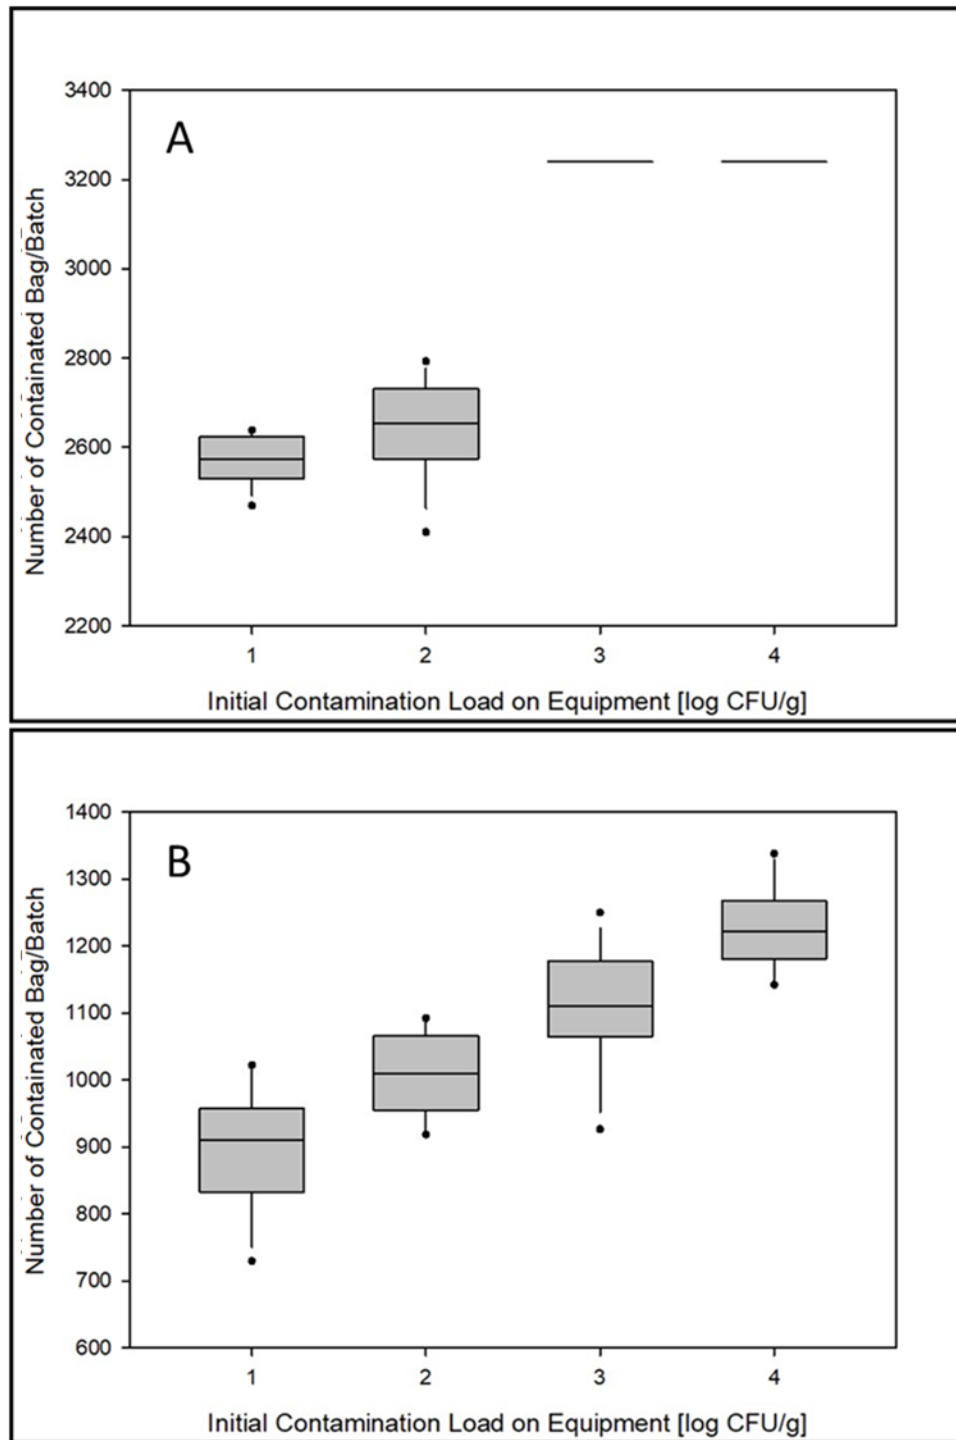 A
3400
3200
3000
2800
2600
2400
2200
Number of Containated Bag/Batch
1 2 3 4
Initial Contamination Load on Equipment [log CFU/g]
B
1400
1300
1200
1100
1000
900
800
700
600
Number of Containated Bag/Batch
1 2 3 4
Initial Contamination Load on Equipment [log CFU/g]